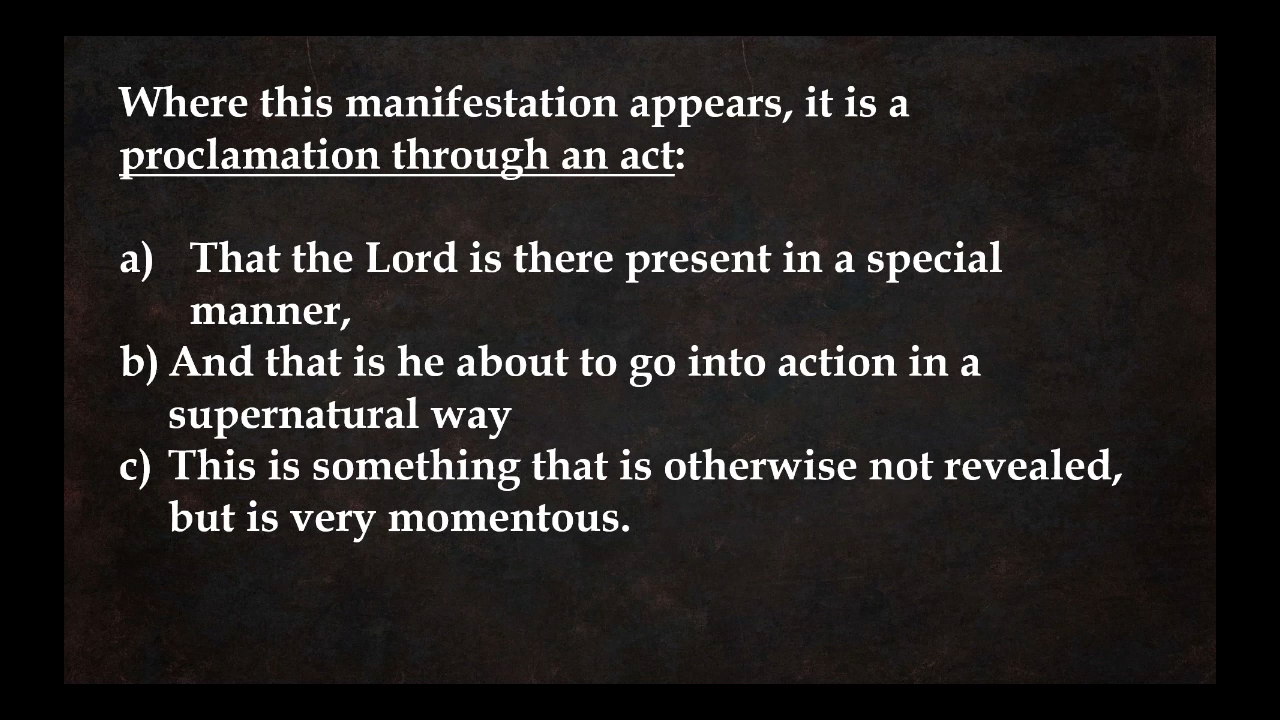 Where this manifestation appears, it is a
proclamation through an act:
a) That the Lord is there present in a special
manner,
b) And that is he about to go into action in a
supernatural way
c) This is something that is otherwise not revealed,
but is very momentous.